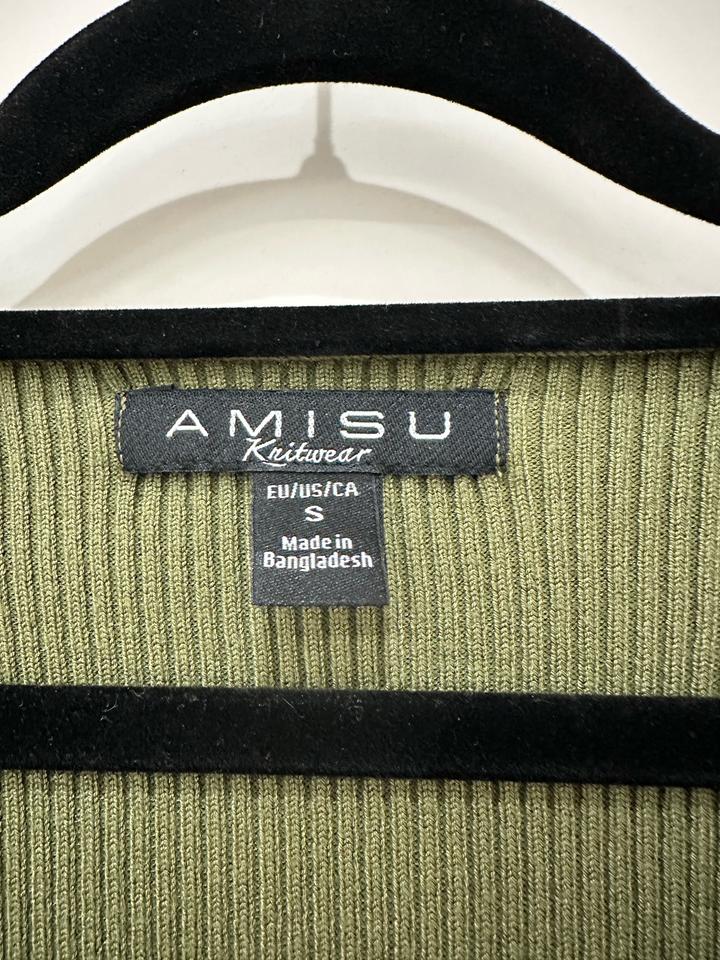 AMISU
Knitwear
EU/US/CA
S
Made in
Bangladesh